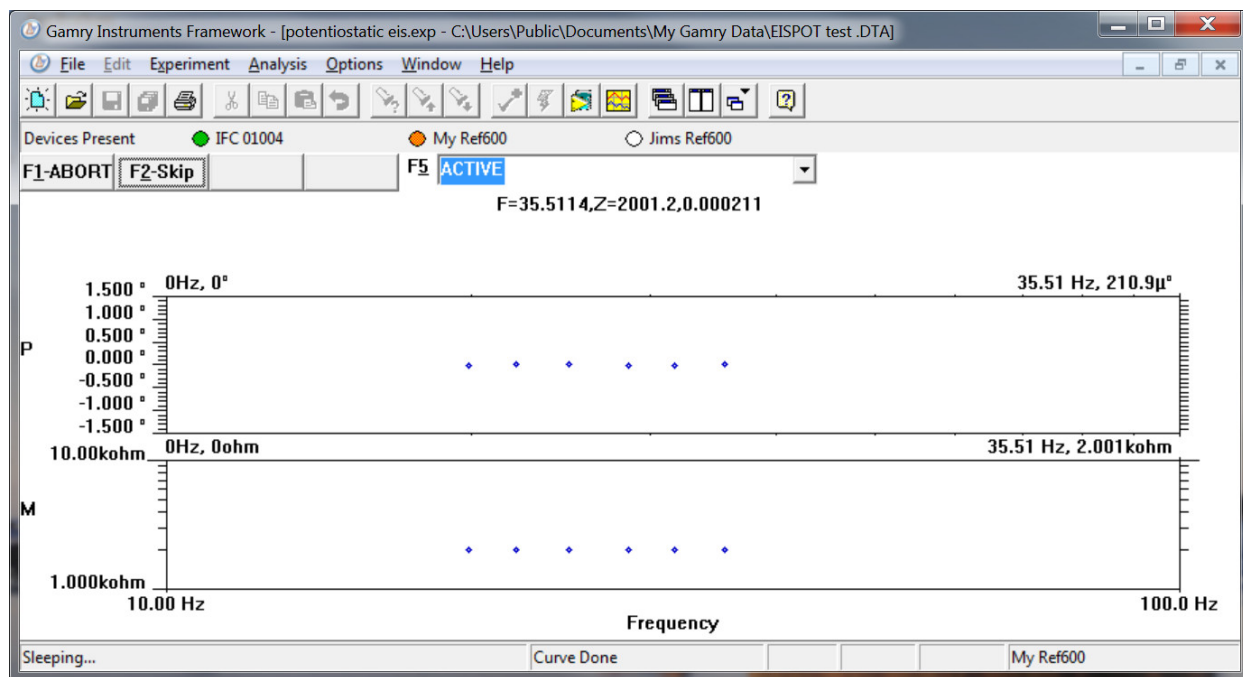 Gamry Instruments Framework - [potentiostatic eis.exp - C:\Users\Public\Documents\My Gamry Data\EISPOT test .DTA]
File Edit Experiment Analysis Options Window Help
Devices Present IFC 01004 My Ref600 Jims Ref600
F1-ABORT F2-Skip F5 ACTIVE
F=35.5114,Z=2001.2,0.000211
0Hz, 0° 35.51 Hz, 210.9µ°
1.500 °
1.000 °
0.500 °
P
0.000 °
-0.500 °
-1.000 °
-1.500 °
0Hz, 0ohm 35.51 Hz, 2.001kohm
10.00kohm
M
1.000kohm
10.00 Hz 100.0 Hz
Frequency
Sleeping... Curve Done My Ref600